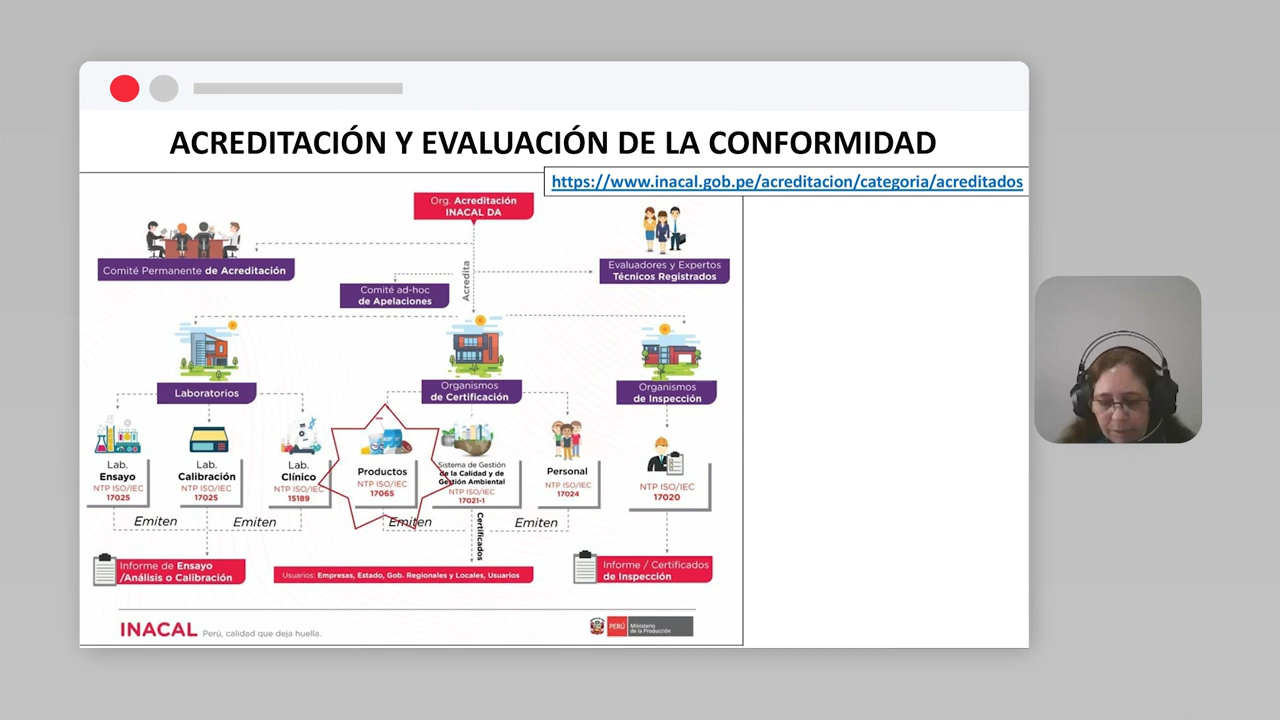 ACREDITACIÓN Y EVALUACIÓN DE LA CONFORMIDAD
https://www.inacal.gob.pe/acreditacion/categoria/acreditados
Org. Acreditación
INACAL DA
Comité Permanente de Acreditación
Evaluadores y Expertos
Técnicos Registrados
Comité ad-hoc
de Apelaciones
Acredita
Laboratorios
Organismos
de Certificación
Organismos
de Inspección
Lab.
Ensayo
NTP ISO/IEC
17025
Lab.
Calibración
NTP ISO/IEC
17025
Lab.
Clínico
NTP ISO/IEC
15189
Productos
NTP ISO/IEC
17065
Sistema de Gestión
de la Calidad y de
Gestión Ambiental
NTP ISO/IEC
17021-1
Personal
NTP ISO/IEC
17024
NTP ISO/IEC
17020
Emiten
Emiten
Emiten
Certificados
Emiten
Informe de Ensayo
/Análisis o Calibración
Usuarios: Empresas, Estado, Gob. Regionales y Locales, Usuarios
Informe / Certificados
de Inspección
INACAL Perú, calidad que deja huella.
PERÚ
Ministerio
de la Producción